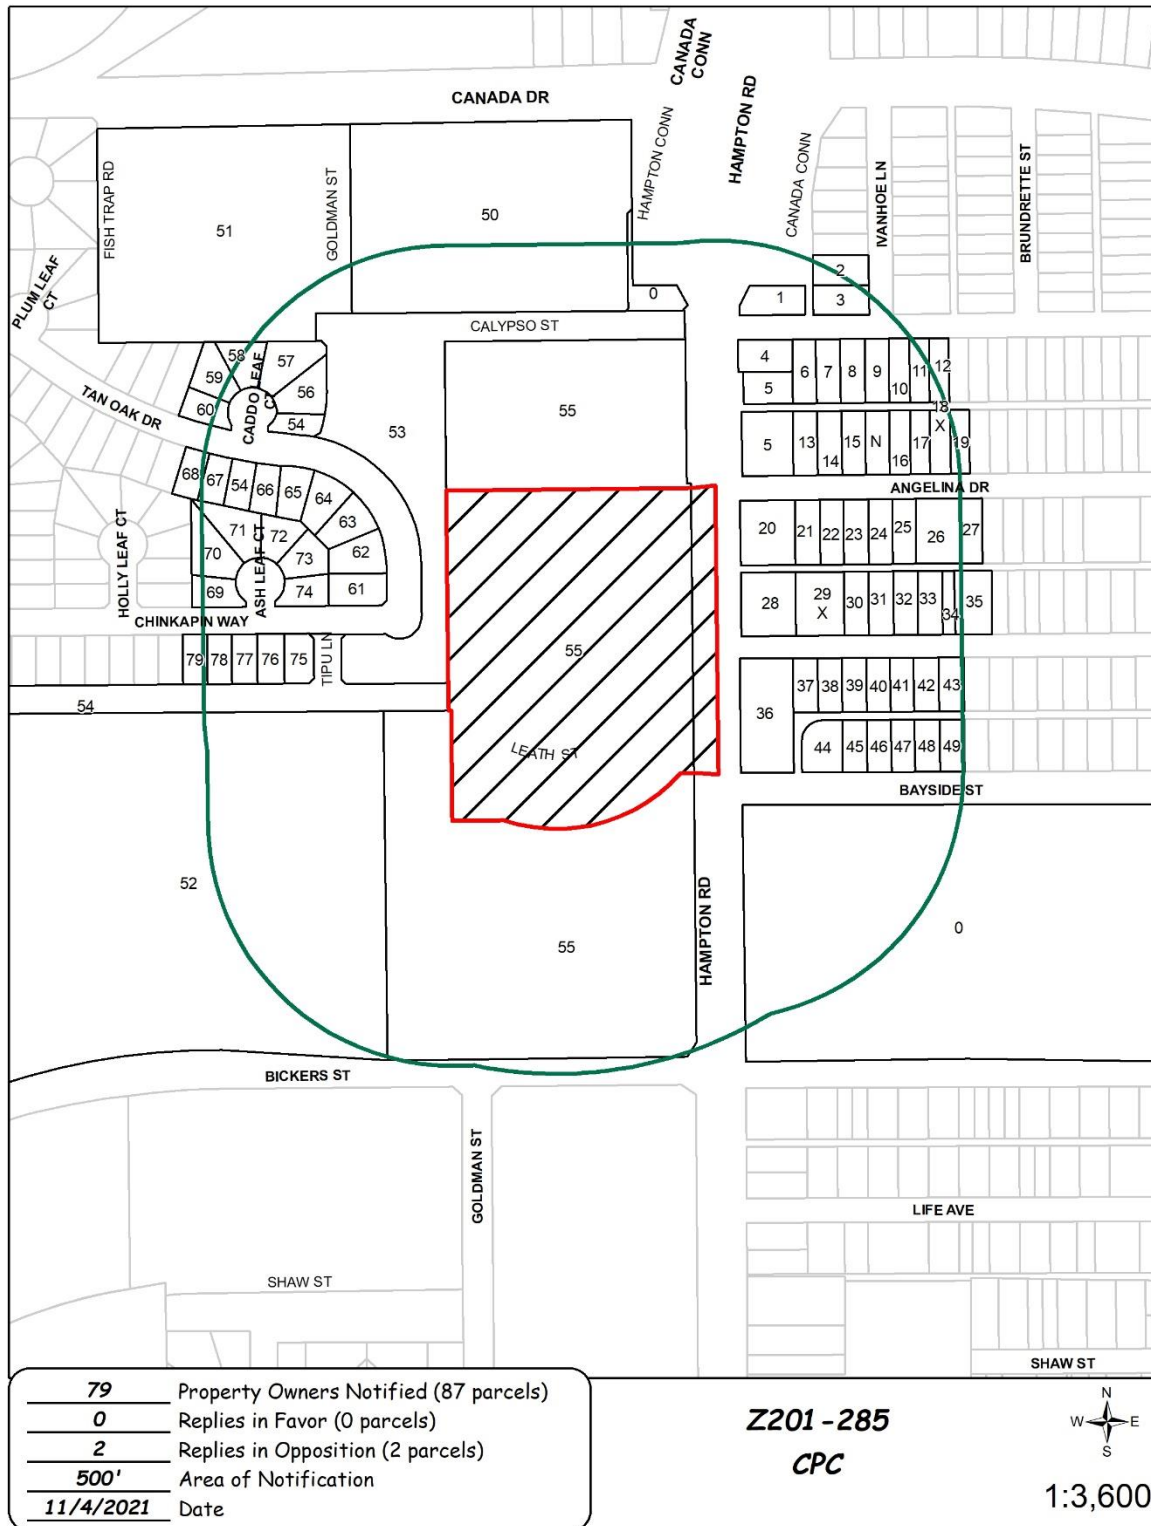 CANADA CONN
CANADA DR
HAMPTON CONN
HAMPTON RD
CANADA CONN
IVANHOE LN
BRUNDRETTE ST
FISH TRAP RD
GOLDMAN ST
51
50
PLUM LEAF CT
0
1
2
3
CALYPSO ST
58
57
59
56
60
54
CADDO LEAF CT
TAN OAK DR
53
55
4
5
6
7
8
9
10
11
12
5
13
14
15
N
16
17
18
X
19
ANGELINA DR
68
67
54
66
65
64
63
62
61
71
72
70
73
69
74
HOLLY LEAF CT
ASH LEAF CT
CHINKAPIN WAY
20
21
22
23
24
25
26
27
28
29
X
30
31
32
33
34
35
79
78
77
76
75
TIPU LN
55
54
36
37
38
39
40
41
42
43
44
45
46
47
48
49
LEATH ST
BAYSIDE ST
52
55
HAMPTON RD
0
BICKERS ST
GOLDMAN ST
LIFE AVE
SHAW ST
SHAW ST
79 Property Owners Notified (87 parcels)
0 Replies in Favor (0 parcels)
2 Replies in Opposition (2 parcels)
500' Area of Notification
11/4/2021 Date
Z201-285
CPC
N
W E
S
1:3,600